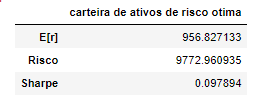 carteira de ativos de risco otima
E[r] 956.827133
Risco 9772.960935
Sharpe 0.097894